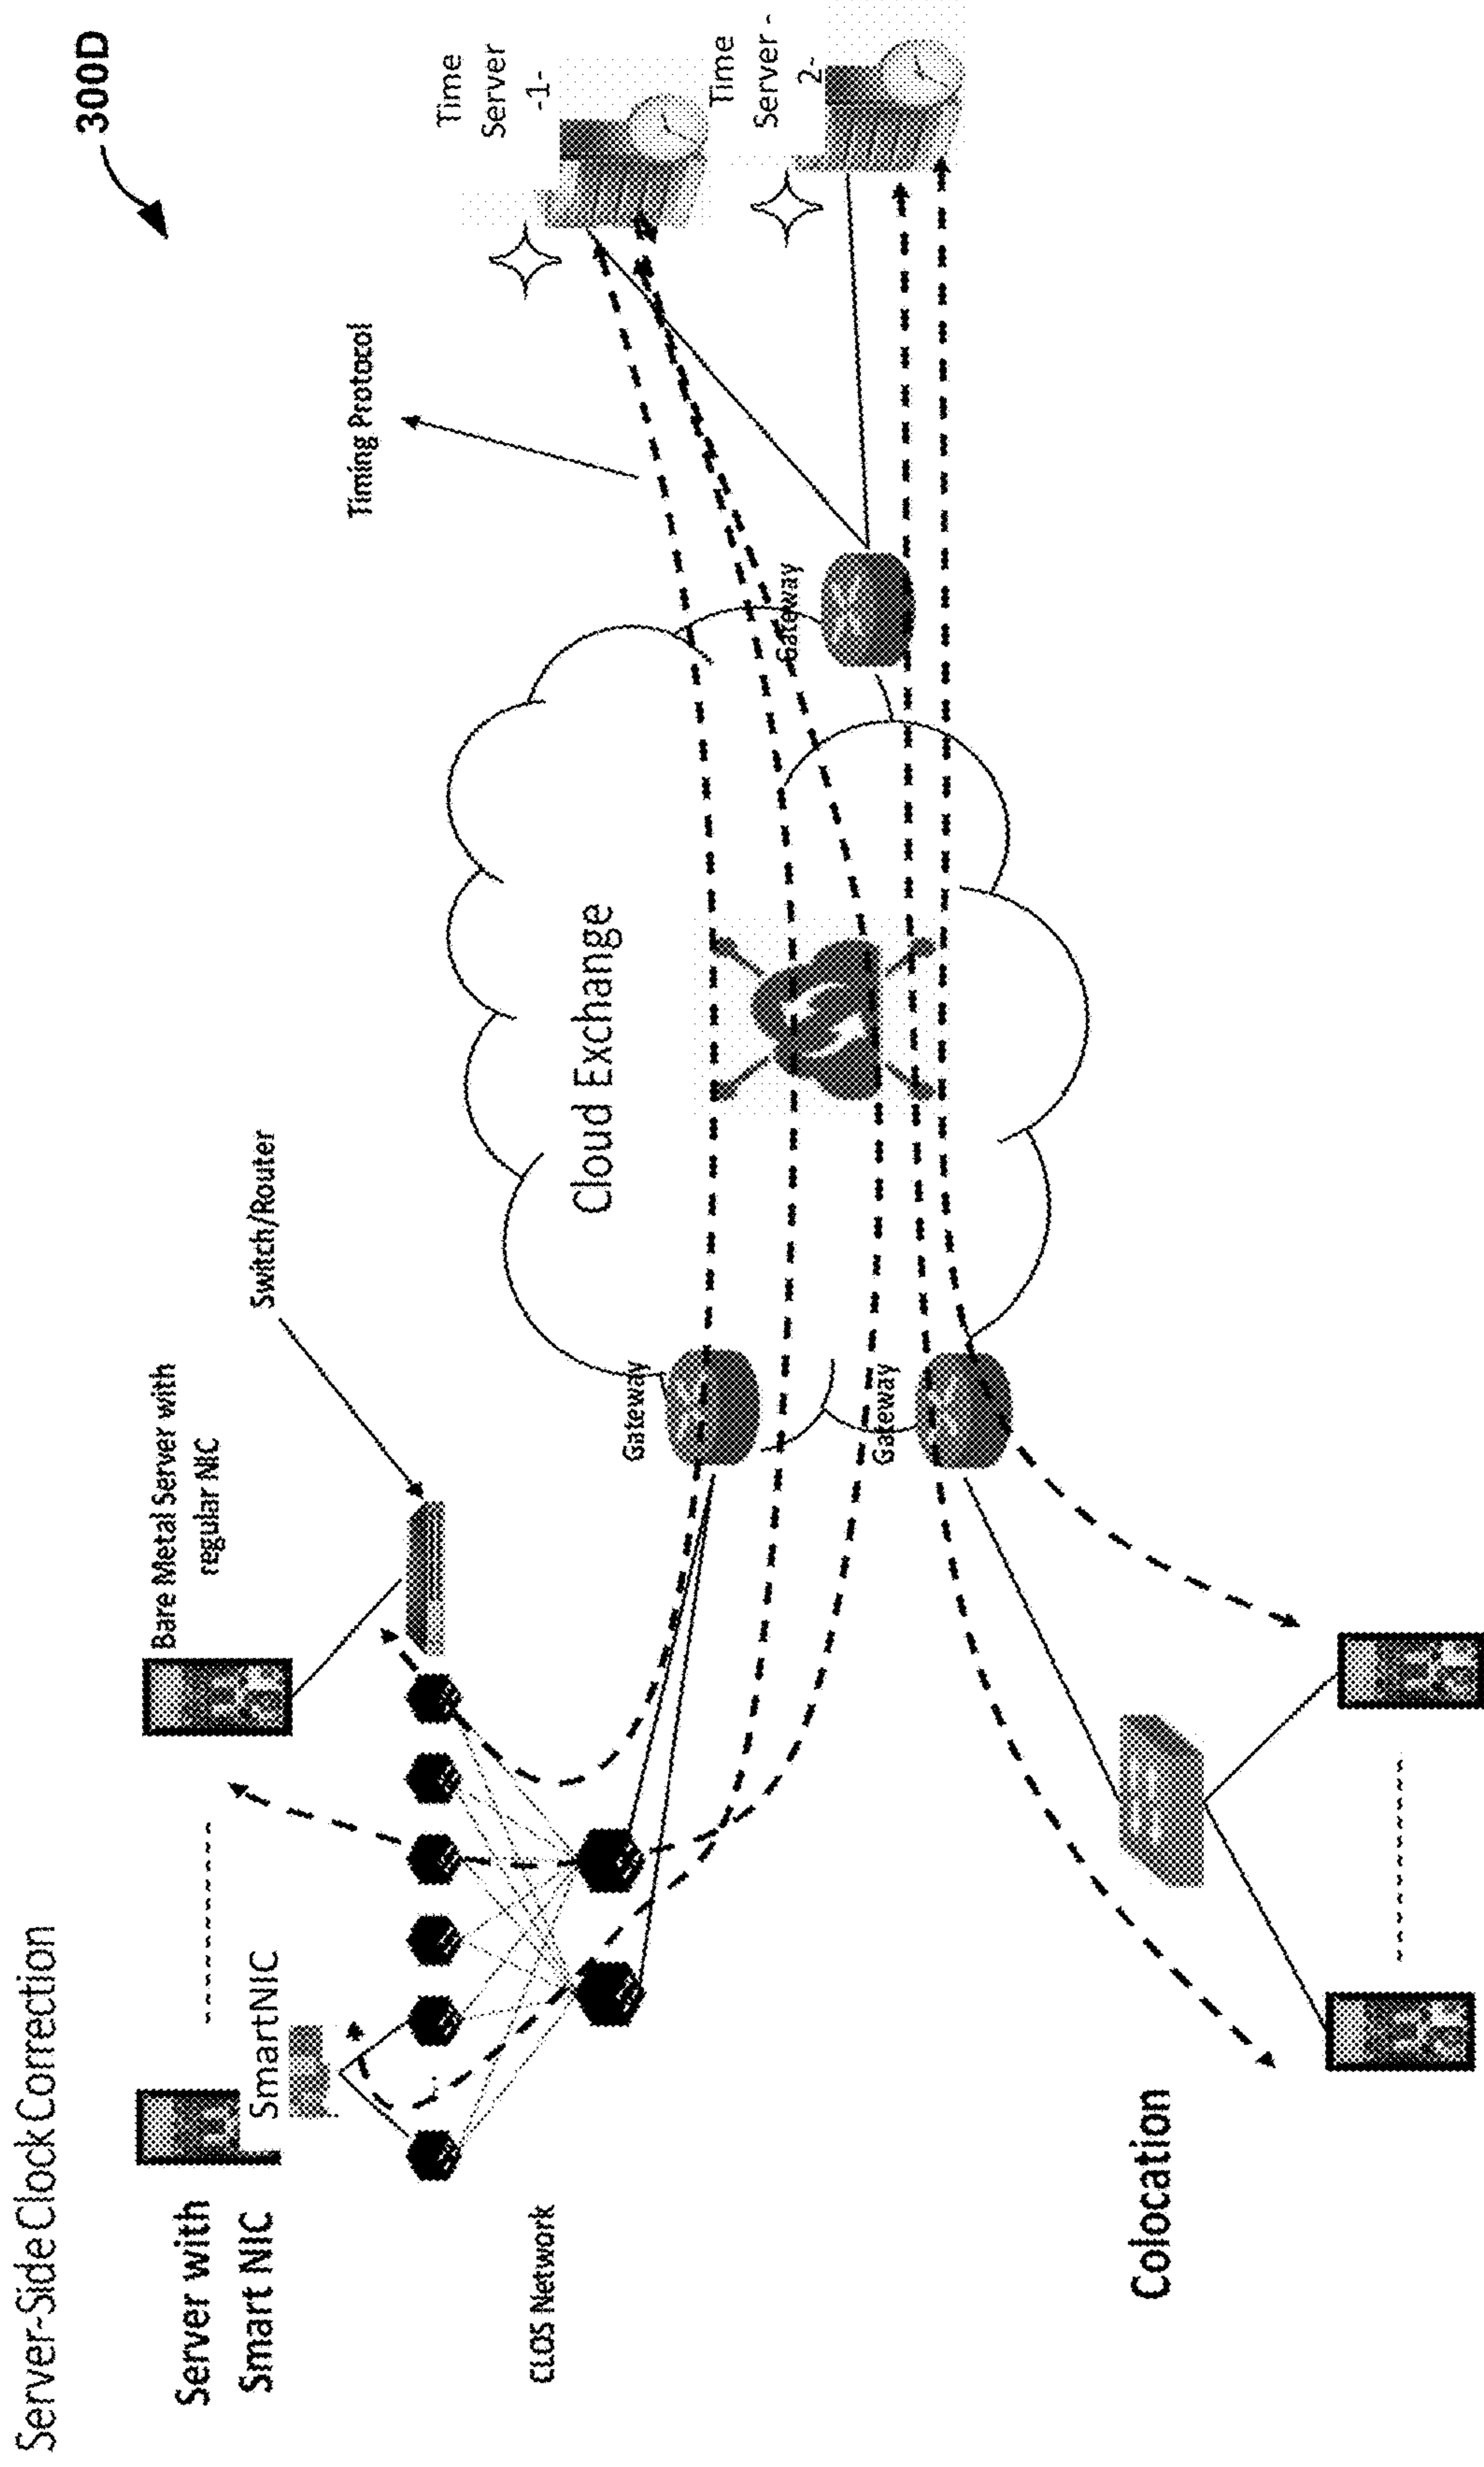 Server-Side Clock Correction
300D
Server with
Smart NIC
SmartNIC
Bare Metal Server with
regular NIC
Switch/Router
CLOS Network
Timing Protocol
Time
Server
-1-
Time
Server -
2-
Cloud Exchange
Gateway
Gateway
Gateway
Colocation